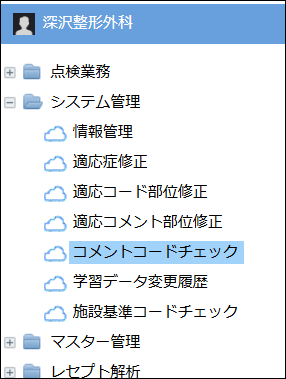 深沢整形外科
点検業務
システム管理
情報管理
適応症修正
適応コード部位修正
適応コメント部位修正
コメントコードチェック
学習データ変更履歴
施設基準コードチェック
マスター管理
レセプト解析